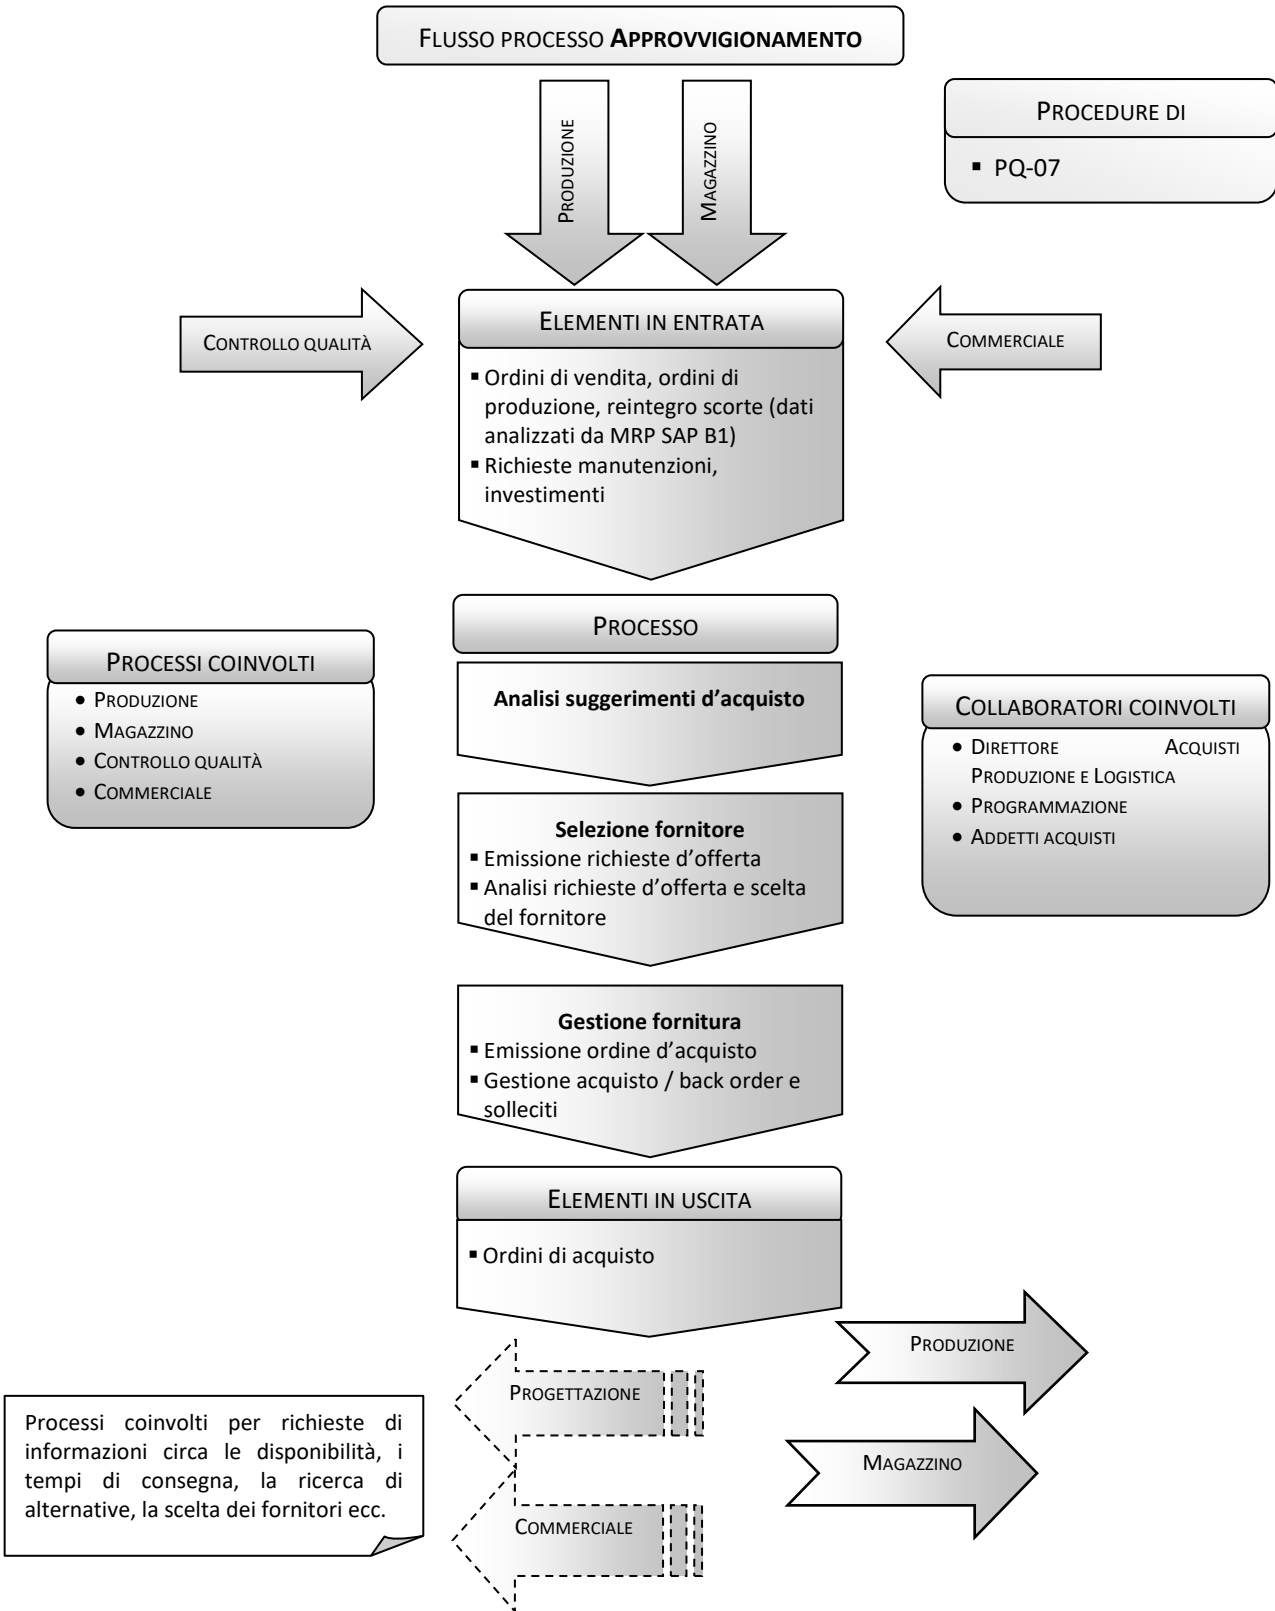 FLUSSO PROCESSO APPROVVIGIONAMENTO
PRODUZIONE
MAGAZZINO
PROCEDURE DI
▪ PQ-07
CONTROLLO QUALITÀ
ELEMENTI IN ENTRATA
COMMERCIALE
▪ Ordini di vendita, ordini di
produzione, reintegro scorte (dati
analizzati da MRP SAP B1)
▪ Richieste manutenzioni,
investimenti
PROCESSO
PROCESSI COINVOLTI
• PRODUZIONE
• MAGAZZINO
• CONTROLLO QUALITÀ
• COMMERCIALE
Analisi suggerimenti d’acquisto
COLLABORATORI COINVOLTI
• DIRETTORE ACQUISTI
PRODUZIONE E LOGISTICA
• PROGRAMMAZIONE
• ADDETTI ACQUISTI
Selezione fornitore
▪ Emissione richieste d’offerta
▪ Analisi richieste d’offerta e scelta
del fornitore
Gestione fornitura
▪ Emissione ordine d’acquisto
▪ Gestione acquisto / back order e
solleciti
ELEMENTI IN USCITA
▪ Ordini di acquisto
PRODUZIONE
PROGETTAZIONE
MAGAZZINO
COMMERCIALE
Processi coinvolti per richieste di
informazioni circa le disponibilità, i
tempi di consegna, la ricerca di
alternative, la scelta dei fornitori ecc.